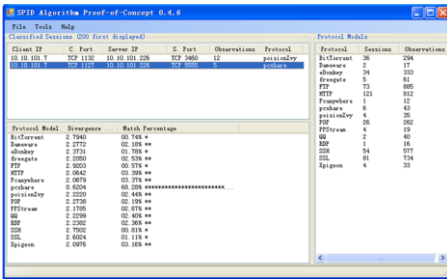 SPID Algorithm Proof-of-Concept 0.4.6
File Tools Help
Classified Sessions (200 first displayed)
Client IP C. Port Server IP S. Port Observations Protocol
10.10.101.7 TCP 1132 10.10.101.226 TCP 3460 12 poisionIvy
10.10.101.7 TCP 1127 10.10.101.226 TCP 5555 5 pcshare
Protocol Model Divergence ... Match Percentage
BitTorrent 2.7940 00.74% *
Dameware 2.2772 02.18% **
eDonkey 2.3731 01.78% *
freegate 2.2050 02.53% **
FTP 2.9203 00.57% *
HTTP 2.0642 03.39% **
Pcanywhere 2.0679 03.37% **
pcshare 0.6204 68.28% ************************...
poisionIvy 2.2220 02.44% **
POP 2.2738 02.19% **
PPStream 2.1785 02.67% **
QQ 2.2299 02.40% **
RDP 2.2382 02.36% **
SSH 2.7502 00.81% *
SSL 2.6024 01.11% *
Xpigeon 2.0976 03.16% **
Protocol Models
Protocol Sessions Observations
BitTorrent 36 294
Dameware 2 17
eDonkey 34 333
freegate 5 61
FTP 73 885
HTTP 121 812
Pcanywhere 1 12
pcshare 6 43
poisionIvy 4 35
POP 26 262
PPStream 4 19
QQ 2 40
RDP 1 16
SSH 54 577
SSL 81 734
Xpigeon 4 33